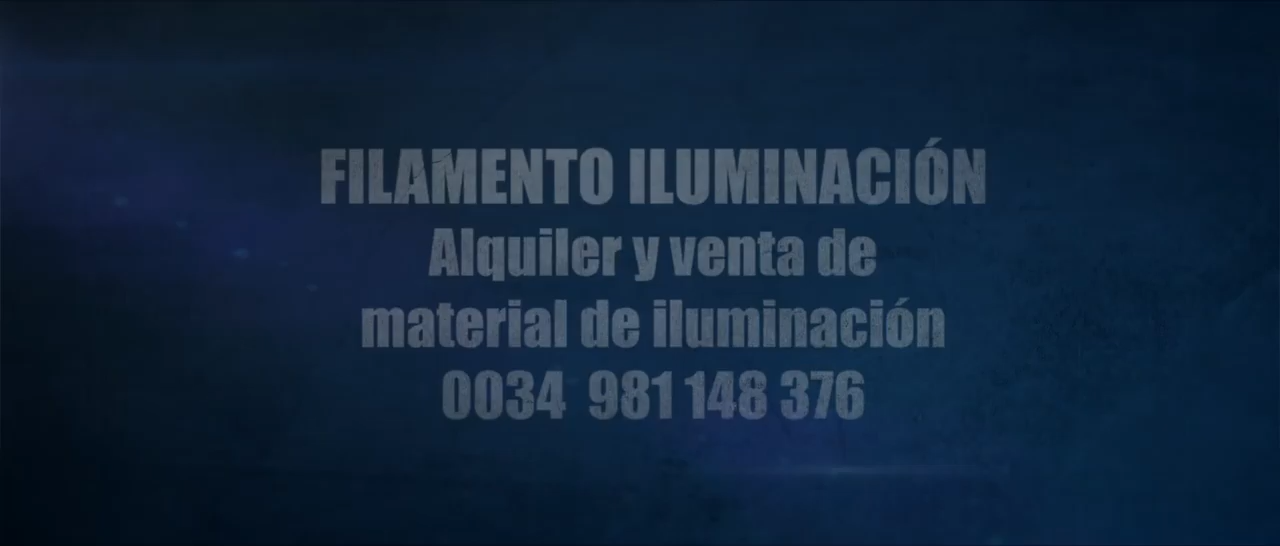 FILAMENTO ILUMINACIÓN
Alquiler y venta de
material de iluminación
0034 981 148 376